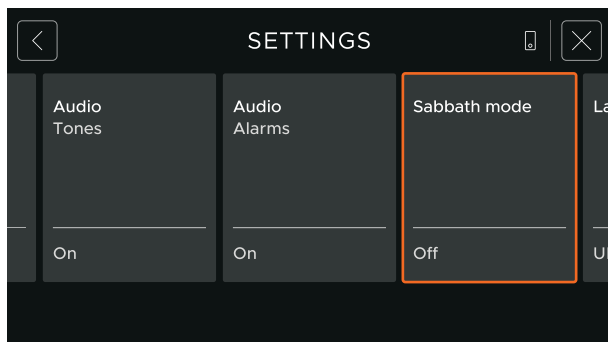 SETTINGS
Audio
Tones
On
Audio
Alarms
On
Sabbath mode
Off